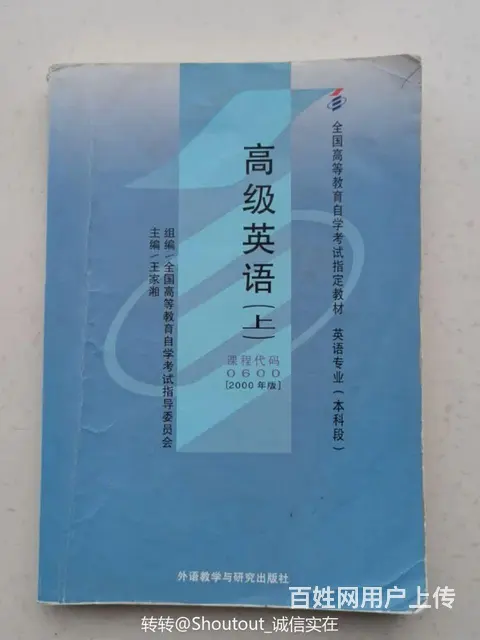 全国高等教育自学考试指定教材 英语专业(本科段)
高级英语(上)
课程代码
0600
[2000年版]
组编/全国高等教育自学考试指导委员会
主编/王家湘
外语教学与研究出版社
百姓网用户上传
转转@Shoutout_诚信实在